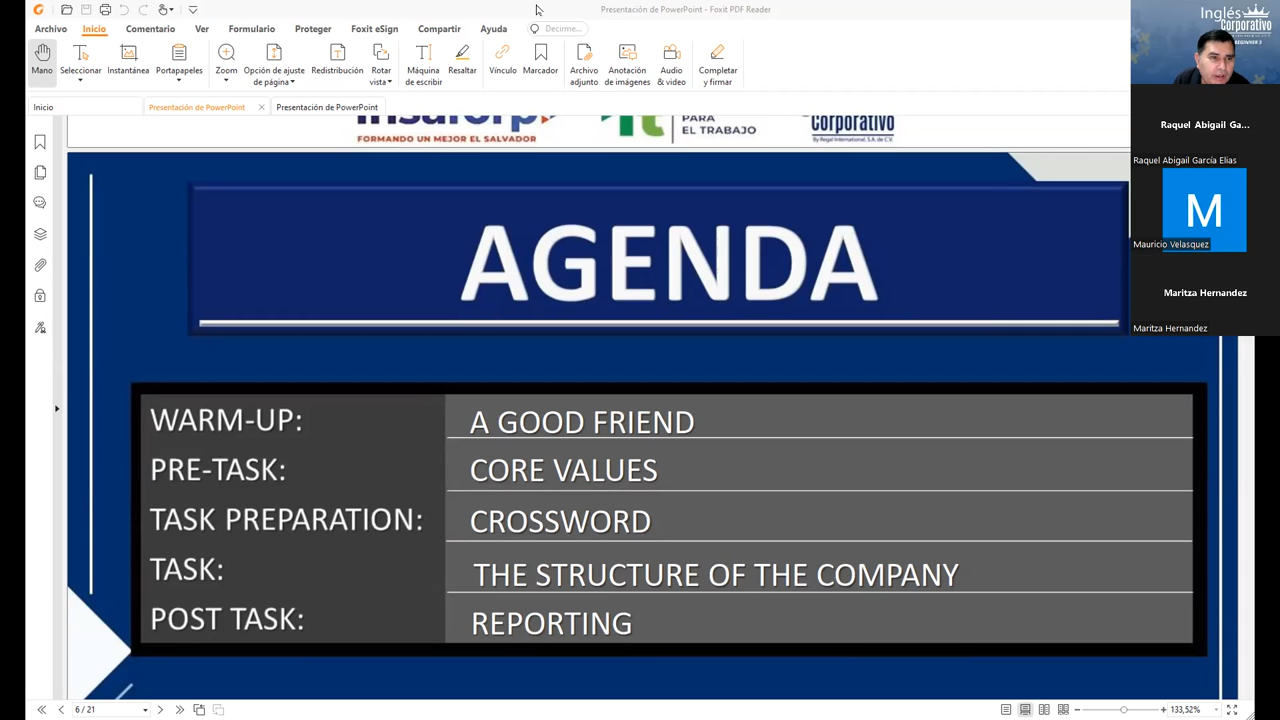 Presentación de PowerPoint - Foxit PDF Reader
Archivo Inicio Comentario Ver Formulario Proteger Foxit eSign Compartir Ayuda Decirme...
Mano Seleccionar Instantánea Portapapeles Zoom Opción de ajuste de página Redistribución Rotar vista Máquina de escribir Resaltar Vínculo Marcador Archivo adjunto Anotación de imágenes Audio & video Completar y firmar
Inicio Presentación de PowerPoint Presentación de PowerPoint
FORMANDO UN MEJOR EL SALVADOR
PARA
EL TRABAJO
Corporativo
By Regal International, S.A. de C.V.
AGENDA
WARM-UP: A GOOD FRIEND
PRE-TASK: CORE VALUES
TASK PREPARATION: CROSSWORD
TASK: THE STRUCTURE OF THE COMPANY
POST TASK: REPORTING
Inglés
Corporativo
BEGINNER 2
Raquel Abigail Ga...
Raquel Abigail García Elias
M
Mauricio Velasquez
Maritza Hernandez
Maritza Hernandez
6 / 21
133,52%